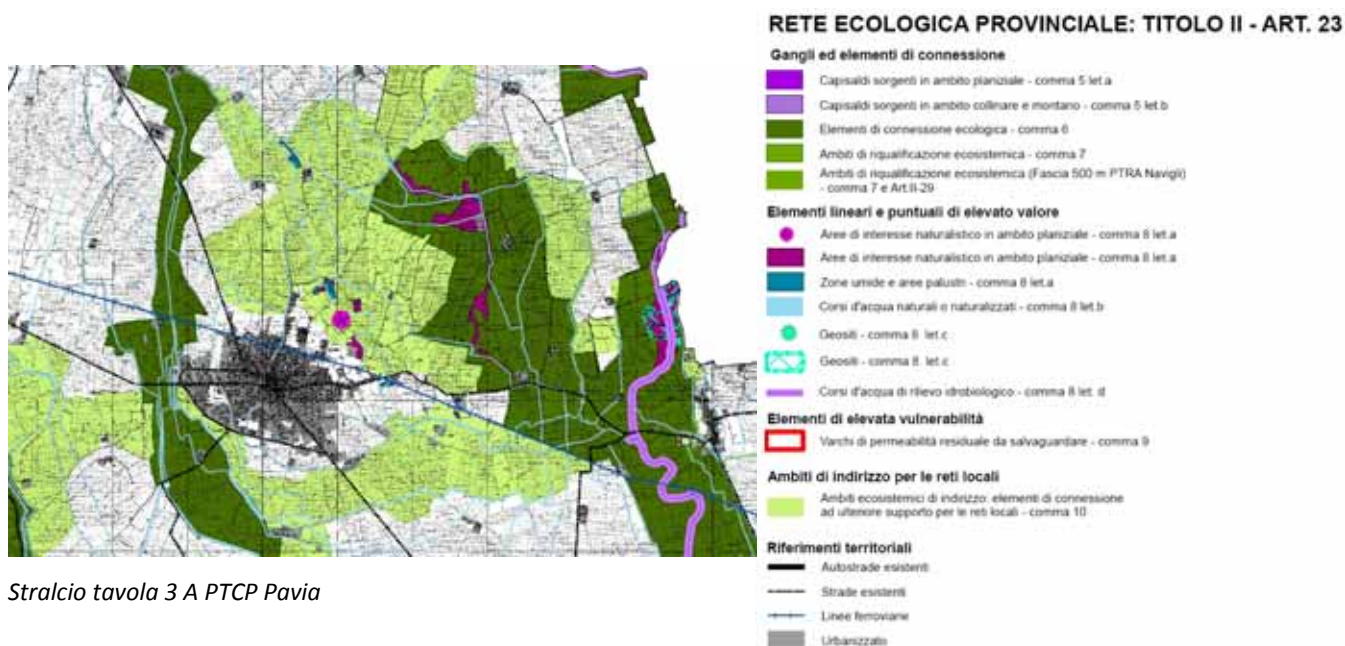 RETE ECOLOGICA PROVINCIALE: TITOLO II - ART. 23
Gangli ed elementi di connessione
Capisaldi sorgenti in ambito planiziale - comma 5 let.a
Capisaldi sorgenti in ambito collinare e montano - comma 5 let.b
Elementi di connessione ecologica - comma 6
Ambiti di riqualificazione ecosistemica - comma 7
Ambiti di riqualificazione ecosistemica (Fascia 500 m PTRA Navigli)
- comma 7 e Art.II-29
Elementi lineari e puntuali di elevato valore
Aree di interesse naturalistico in ambito planiziale - comma 8 let.a
Aree di interesse naturalistico in ambito planiziale - comma 8 let.a
Zone umide e aree palustri - comma 8 let.a
Corsi d'acqua naturali o naturalizzati - comma 8 let.b
Geositi - comma 8 let.c
Geositi - comma 8 let.c
Corsi d'acqua di rilievo idrobiologico - comma 8 let. d
Elementi di elevata vulnerabilità
Varchi di permeabilità residuale da salvaguardare - comma 9
Ambiti di indirizzo per le reti locali
Ambiti ecosistemici di indirizzo: elementi di connessione
ad ulteriore supporto per le reti locali - comma 10
Riferimenti territoriali
Autostrade esistenti
Strade esistenti
Linee ferroviarie
Urbanizzato
Stralcio tavola 3 A PTCP Pavia